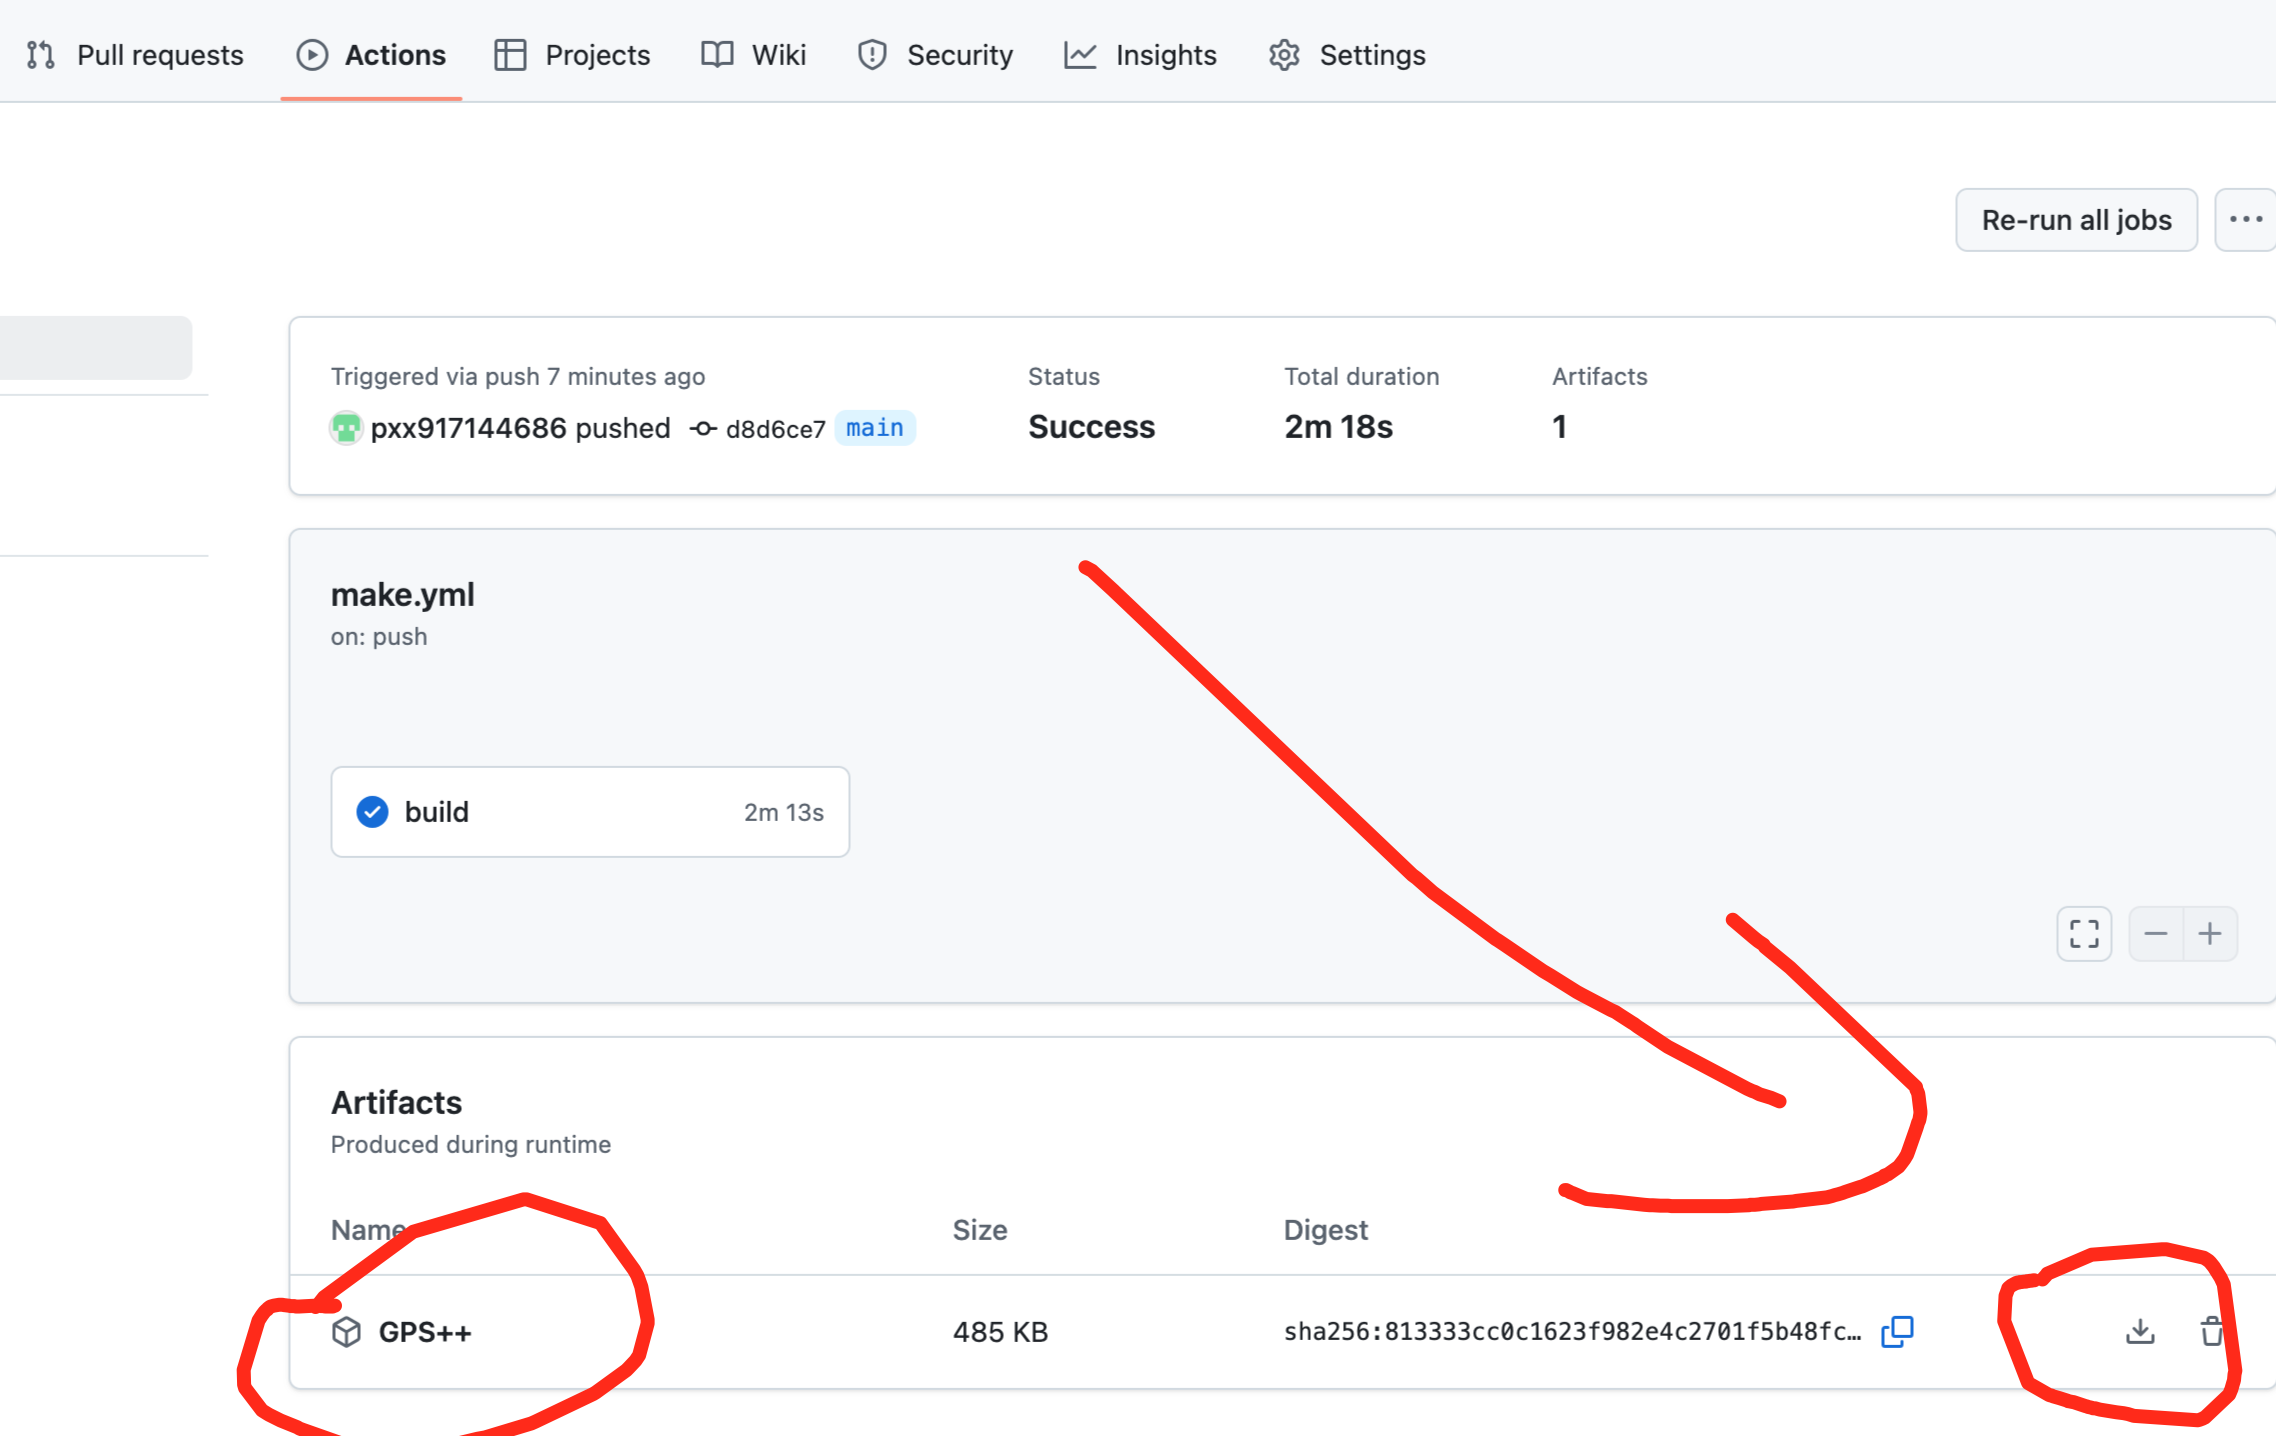 Pull requests Actions Projects Wiki Security Insights Settings
Re-run all jobs
Triggered via push 7 minutes ago Status Total duration Artifacts
pxx917144686 pushed d8d6ce7 main Success 2m 18s 1
make.yml
on: push
build 2m 13s
Artifacts
Produced during runtime
Name Size Digest
GPS++ 485 KB sha256:813333cc0c1623f982e4c2701f5b48fc…